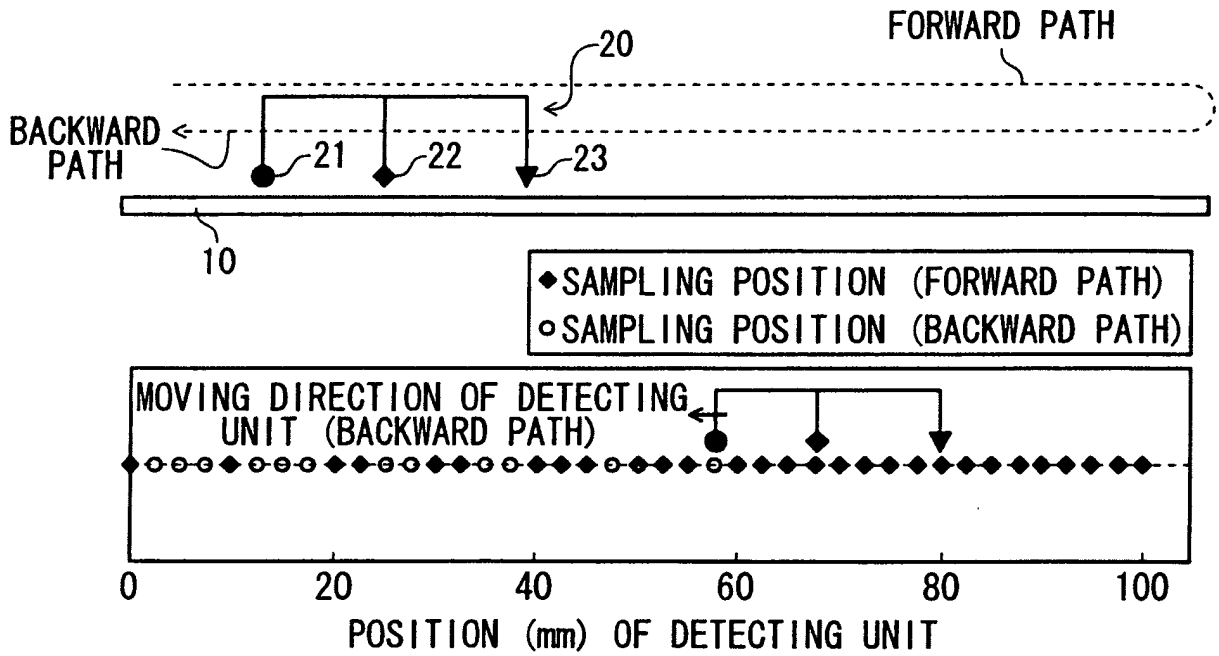 FORWARD PATH
20
BACKWARD
PATH
21
22
23
10
SAMPLING POSITION (FORWARD PATH)
SAMPLING POSITION (BACKWARD PATH)
MOVING DIRECTION OF DETECTING
UNIT (BACKWARD PATH)
0 20 40 60 80 100
POSITION (mm) OF DETECTING UNIT